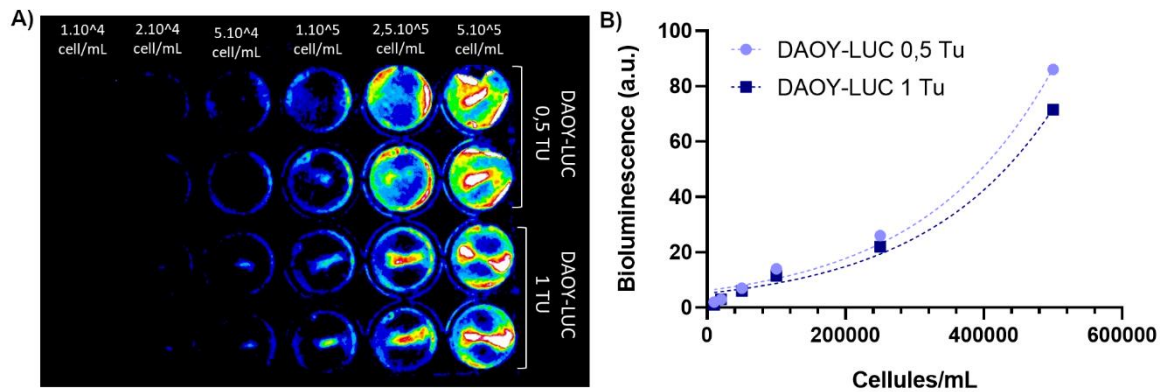 A)
1.10^4 cell/mL
2.10^4 cell/mL
5.10^4 cell/mL
1.10^5 cell/mL
2,5.10^5 cell/mL
5.10^5 cell/mL
DAOY-LUC
0,5 TU
DAOY-LUC
1 TU
B)
100
80
60
40
20
0
Bioluminescence (a.u.)
DAOY-LUC 0,5 Tu
DAOY-LUC 1 Tu
0
200000
400000
600000
Cellules/mL